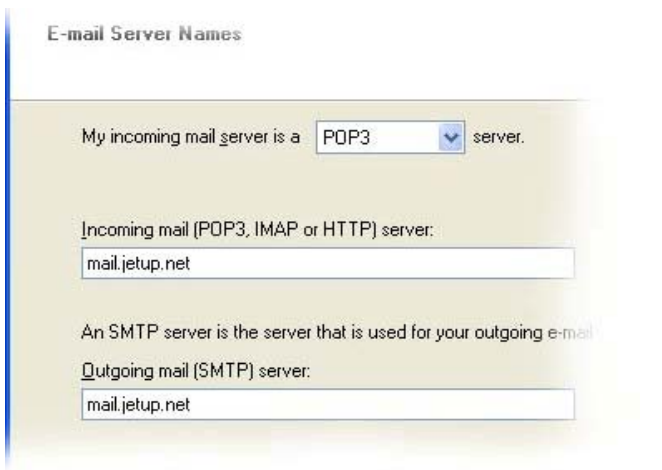 E-mail Server Names
My incoming mail server is a POP3 server.
Incoming mail (POP3, IMAP or HTTP) server:
mail.jetup.net
An SMTP server is the server that is used for your outgoing e-mail
Outgoing mail (SMTP) server:
mail.jetup.net